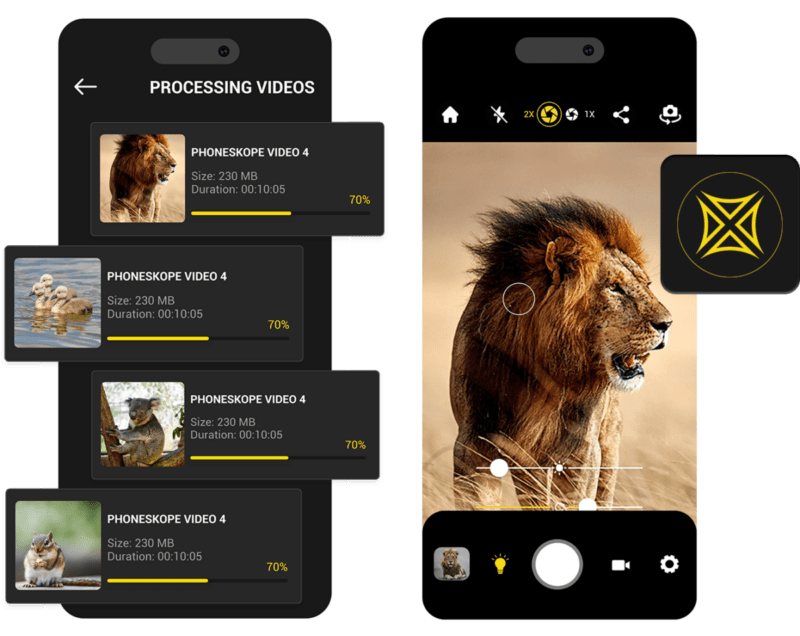 PROCESSING VIDEOS
PHONESKOPE VIDEO 4
Size: 230 MB
Duration: 00:10:05
70%
PHONESKOPE VIDEO 4
Size: 230 MB
Duration: 00:10:05
70%
PHONESKOPE VIDEO 4
Size: 230 MB
Duration: 00:10:05
70%
PHONESKOPE VIDEO 4
Size: 230 MB
Duration: 00:10:05
70%
2X 1X